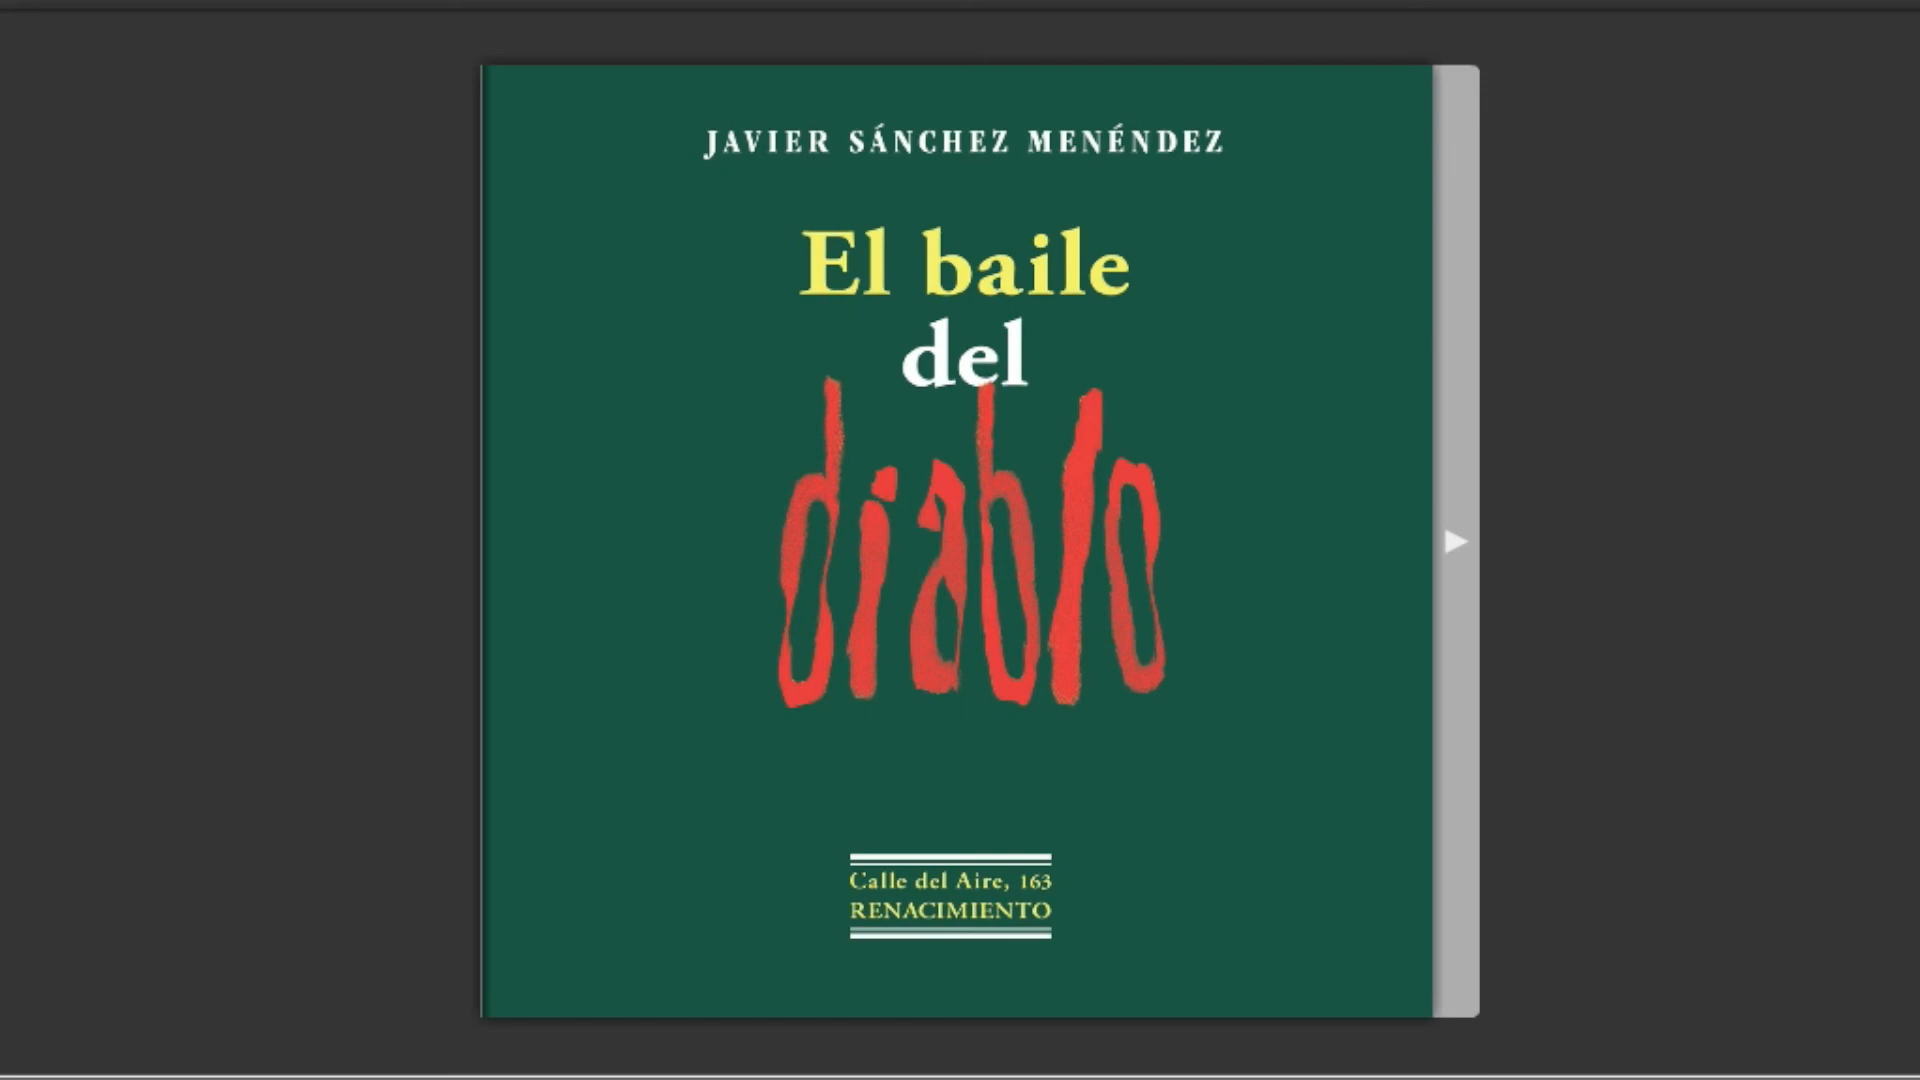 JAVIER SÁNCHEZ MENÉNDEZ
El baile
del
diablo
Calle del Aire, 163
RENACIMIENTO